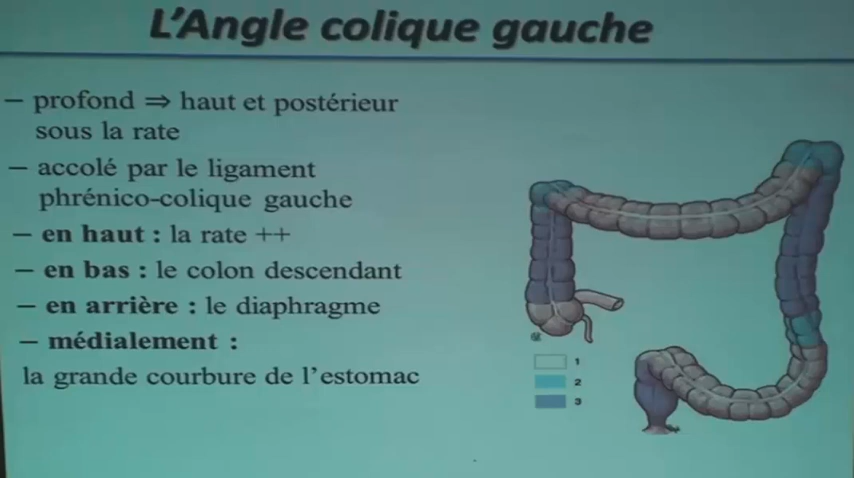 L'Angle colique gauche
– profond ⇒ haut et postérieur
sous la rate
– accolé par le ligament
phrénico-colique gauche
– en haut : la rate ++
– en bas : le colon descendant
– en arrière : le diaphragme
– médialement :
la grande courbure de l'estomac
1
2
3